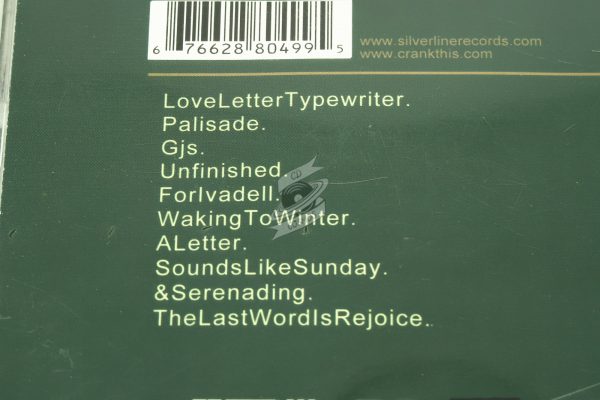 6 76628 80499 5
www.silverlinerecords.com
www.crankthis.com
LoveLetterTypewriter.
Palisade.
Gjs.
Unfinished.
ForIvadell.
WakingToWinter.
ALetter.
SoundsLikeSunday.
&Serenading.
TheLastWordIsRejoice.
CD